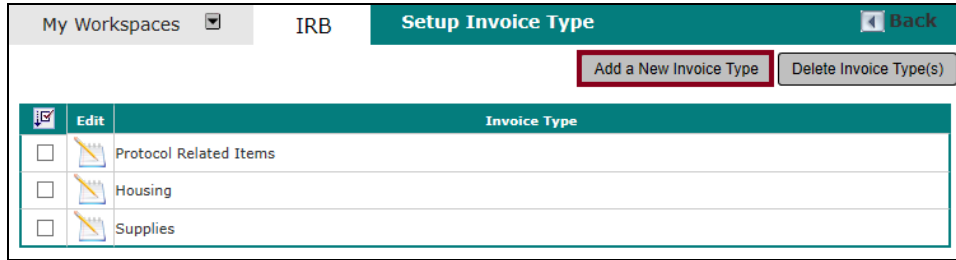 My Workspaces IRB Setup Invoice Type Back
Add a New Invoice Type Delete Invoice Type(s)
Edit Invoice Type
Protocol Related Items
Housing
Supplies